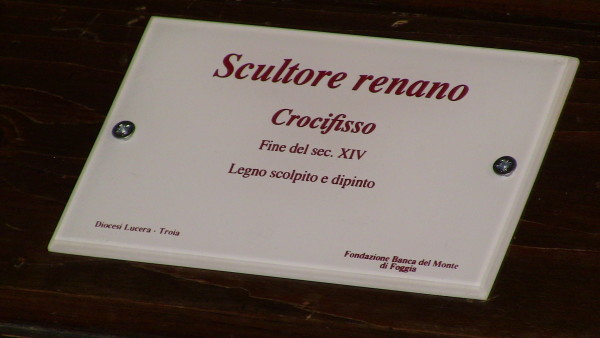 Scultore renano
Crocifisso
Fine del sec. XIV
Legno scolpito e dipinto
Diocesi Lucera - Troia
Fondazione Banca del Monte
di Foggia